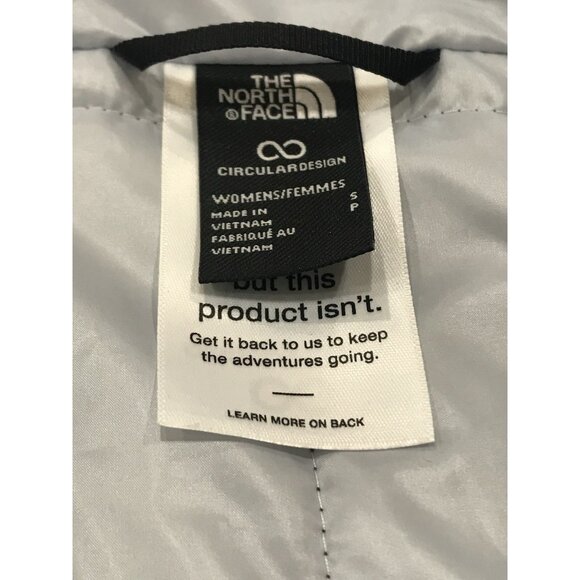 THE
NORTH
FACE
CIRCULARDESIGN
WOMENS/FEMMES S
MADE IN P
VIETNAM
FABRIQUÉ AU
VIETNAM
but this
product isn't.
Get it back to us to keep
the adventures going.
LEARN MORE ON BACK